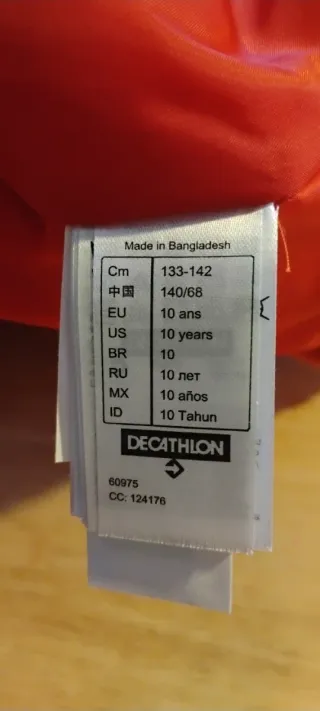 Made in Bangladesh
Cm 133-142
中国 140/68
EU 10 ans
US 10 years
BR 10
RU 10 лет
MX 10 años
ID 10 Tahun
DECATHLON
60975
CC: 124176